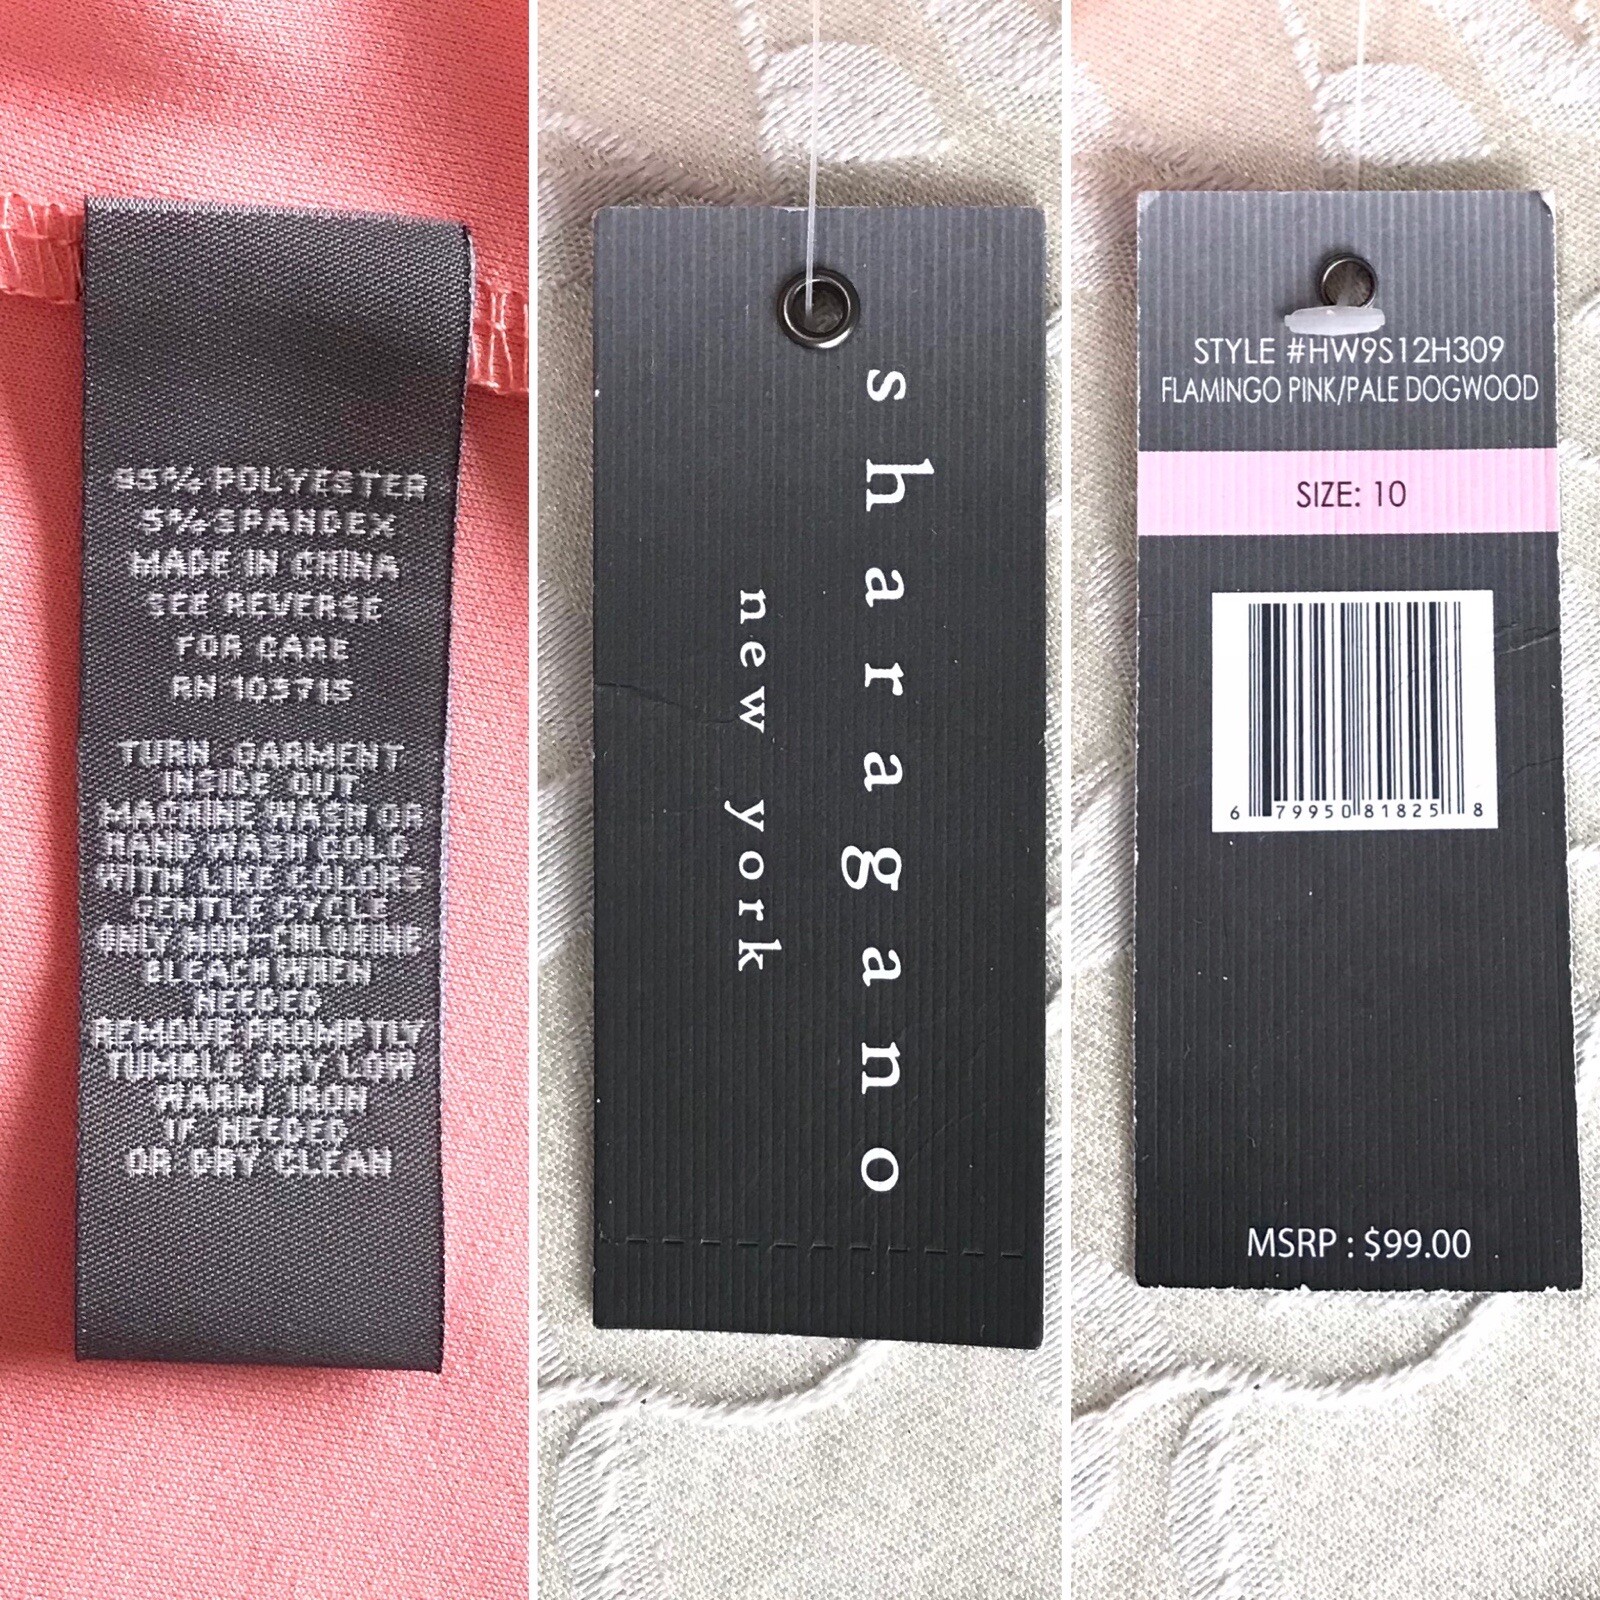 95% POLYESTER
5% SPANDEX
MADE IN CHINA
SEE REVERSE
FOR CARE
RN 103715
TURN GARMENT
INSIDE OUT
MACHINE WASH OR
HAND WASH COLD
WITH LIKE COLORS
GENTLE CYCLE
ONLY NON-CHLORINE
BLEACH WHEN
NEEDED
REMOVE PROMPTLY
TUMBLE DRY LOW
WARM IRON
IF NEEDED
OR DRY CLEAN
sharagano
new york
STYLE #HW9S12H309
FLAMINGO PINK/PALE DOGWOOD
SIZE: 10
6 79950 81825 8
MSRP : $99.00